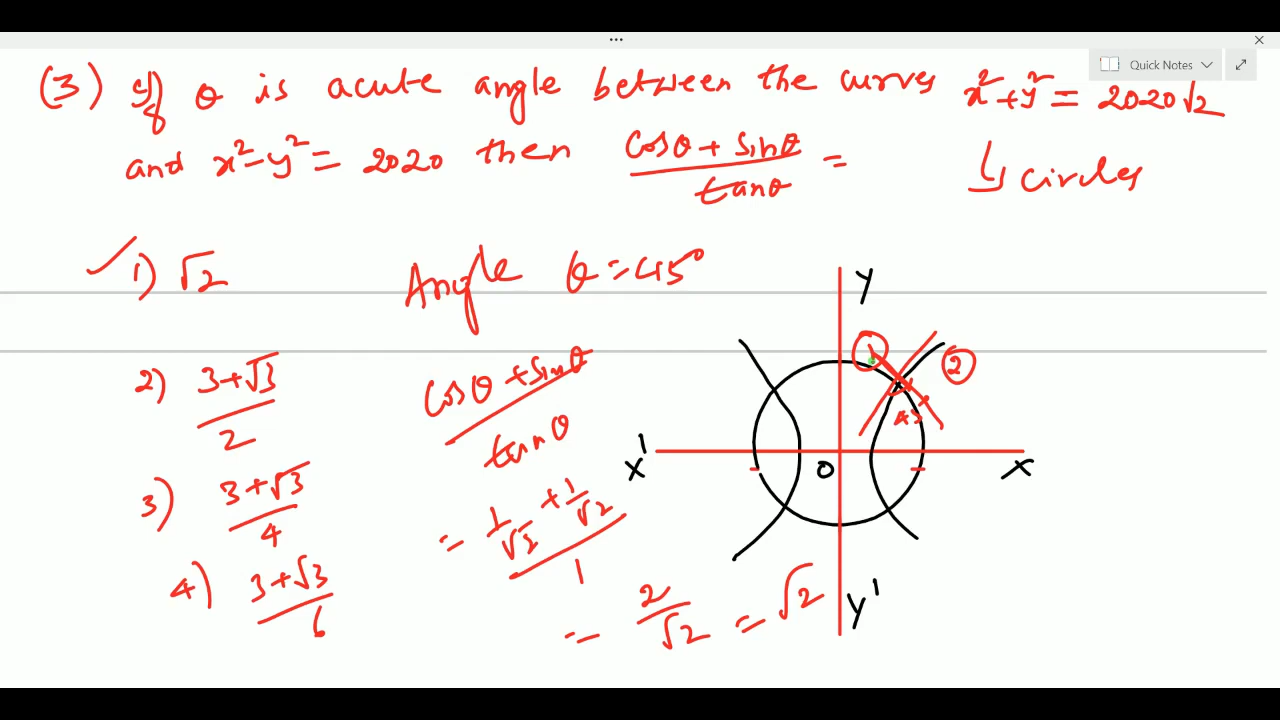 Quick Notes
(3) If θ is acute angle between the curves x²+y² = 2020√2
and x²-y² = 2020 then (cosθ + sinθ)/tanθ =
↳ circles
1) √2
Angle θ = 45°
2) (3+√3)/2
3) (3+√3)/4
4) (3+√3)/6
(cosθ + sinθ)/tanθ
= (1/√2 + 1/√2)/1
= 2/√2 = √2
Y
1
2
45
X'
O
X
Y'